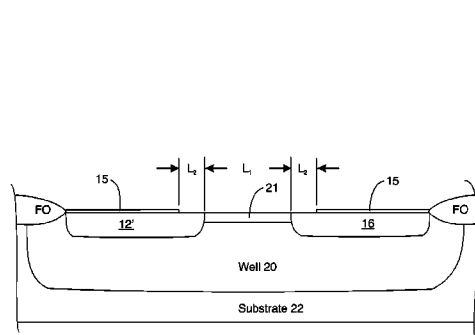 L₂ L₁ L₂
15 21 15
FO 12' 16 FO
Well 20
Substrate 22